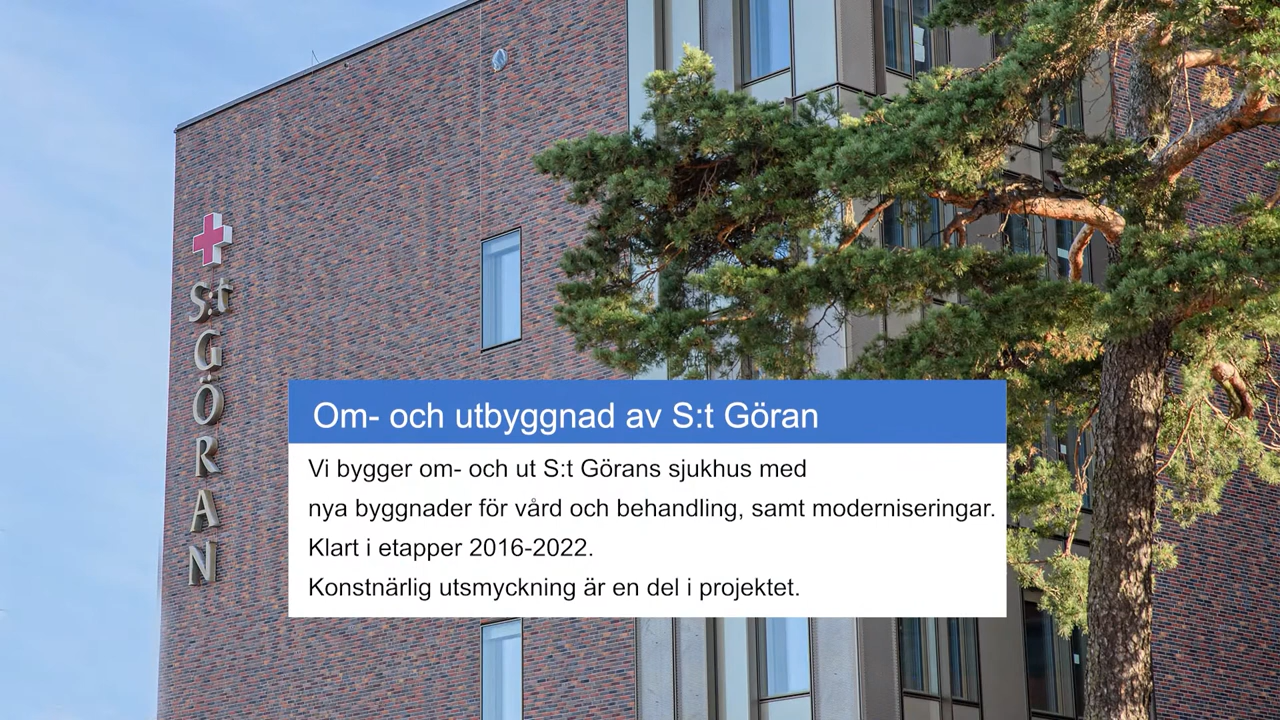 S:t GÖRAN
Om- och utbyggnad av S:t Göran
Vi bygger om- och ut S:t Görans sjukhus med
nya byggnader för vård och behandling, samt moderniseringar.
Klart i etapper 2016-2022.
Konstnärlig utsmyckning är en del i projektet.